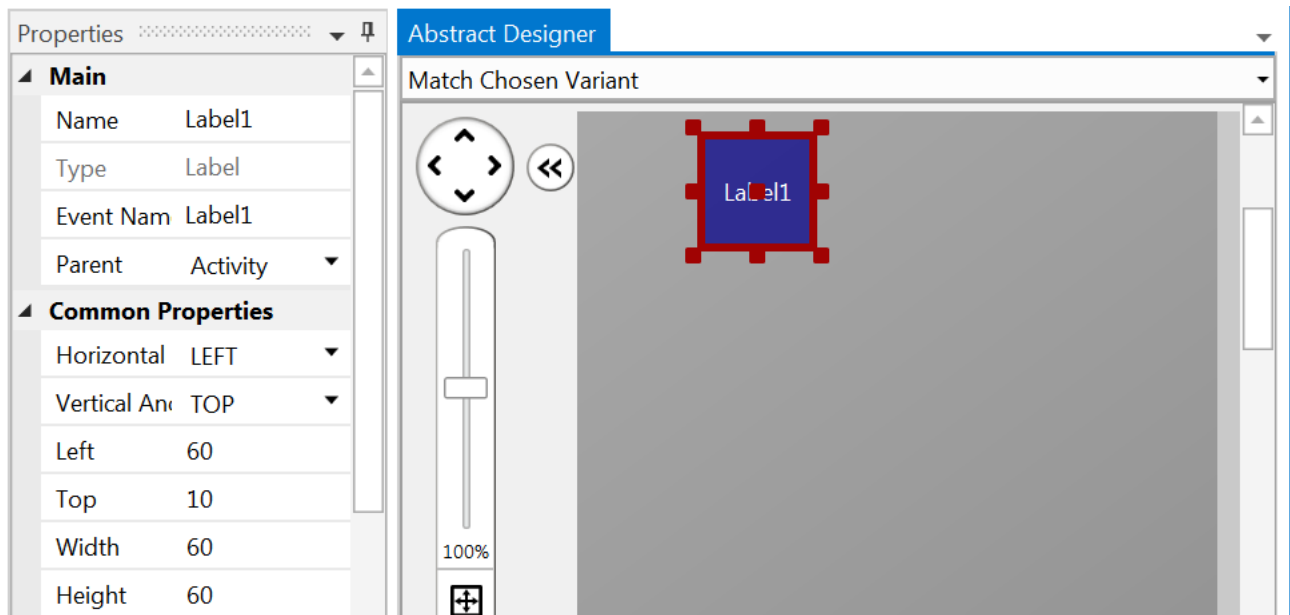 Properties
Main
Name Label1
Type Label
Event Nam Label1
Parent Activity
Common Properties
Horizontal LEFT
Vertical An TOP
Left 60
Top 10
Width 60
Height 60
Abstract Designer
Match Chosen Variant
Label1
100%